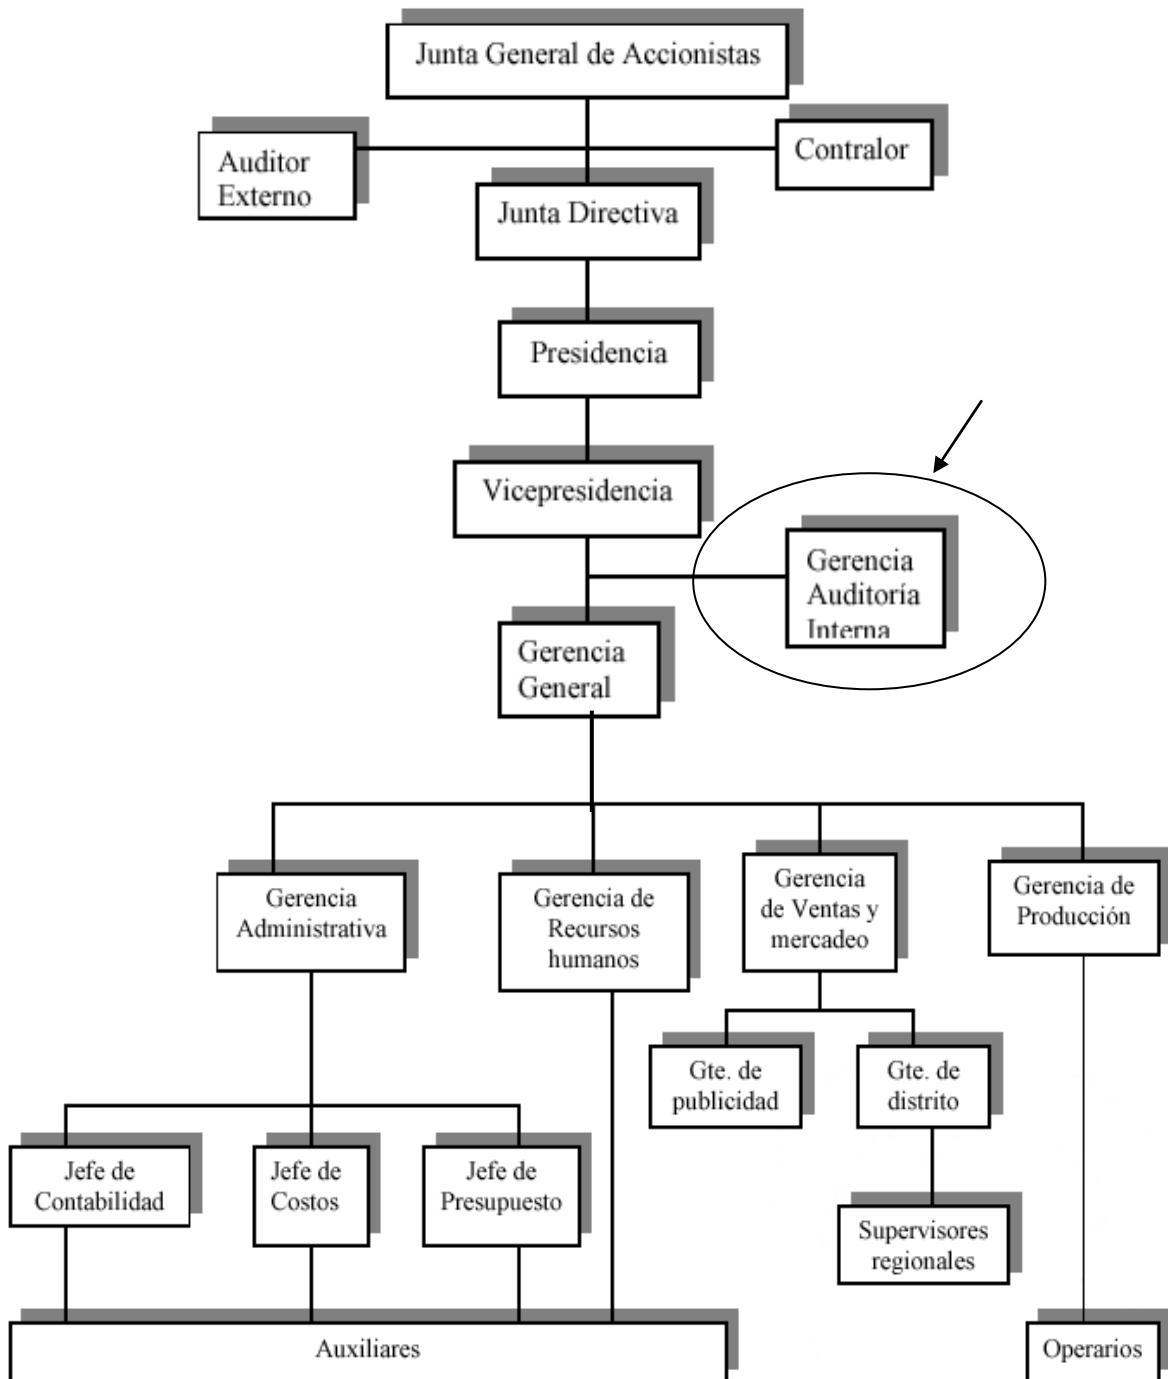 Junta General de Accionistas
Auditor
Externo
Contralor
Junta Directiva
Presidencia
Vicepresidencia
Gerencia
Auditoría
Interna
Gerencia
General
Gerencia
Administrativa
Gerencia de
Recursos
humanos
Gerencia
de Ventas y
mercadeo
Gerencia de
Producción
Gte. de
publicidad
Gte. de
distrito
Jefe de
Contabilidad
Jefe de
Costos
Jefe de
Presupuesto
Supervisores
regionales
Auxiliares
Operarios